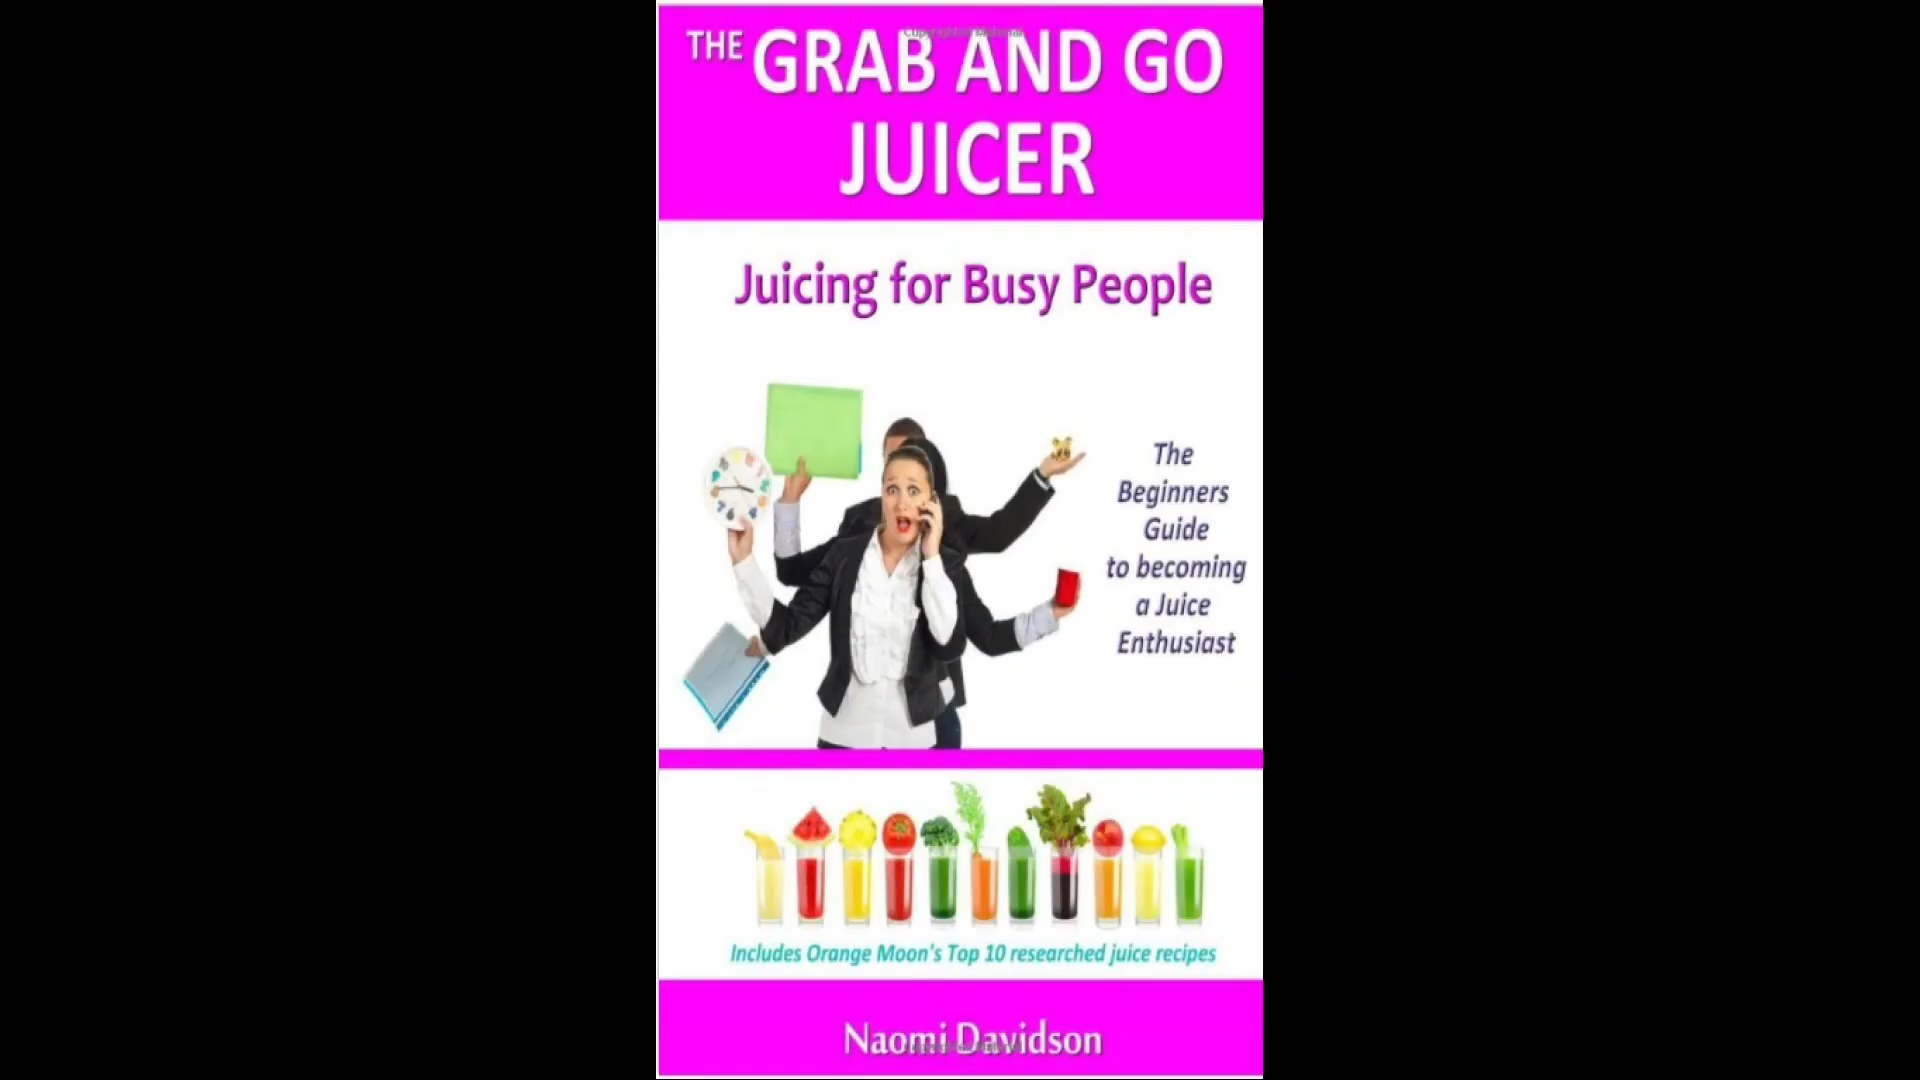 THE GRAB AND GO
JUICER
Juicing for Busy People
The
Beginners
Guide
to becoming
a Juice
Enthusiast
Includes Orange Moon's Top 10 researched juice recipes
Naomi Davidson